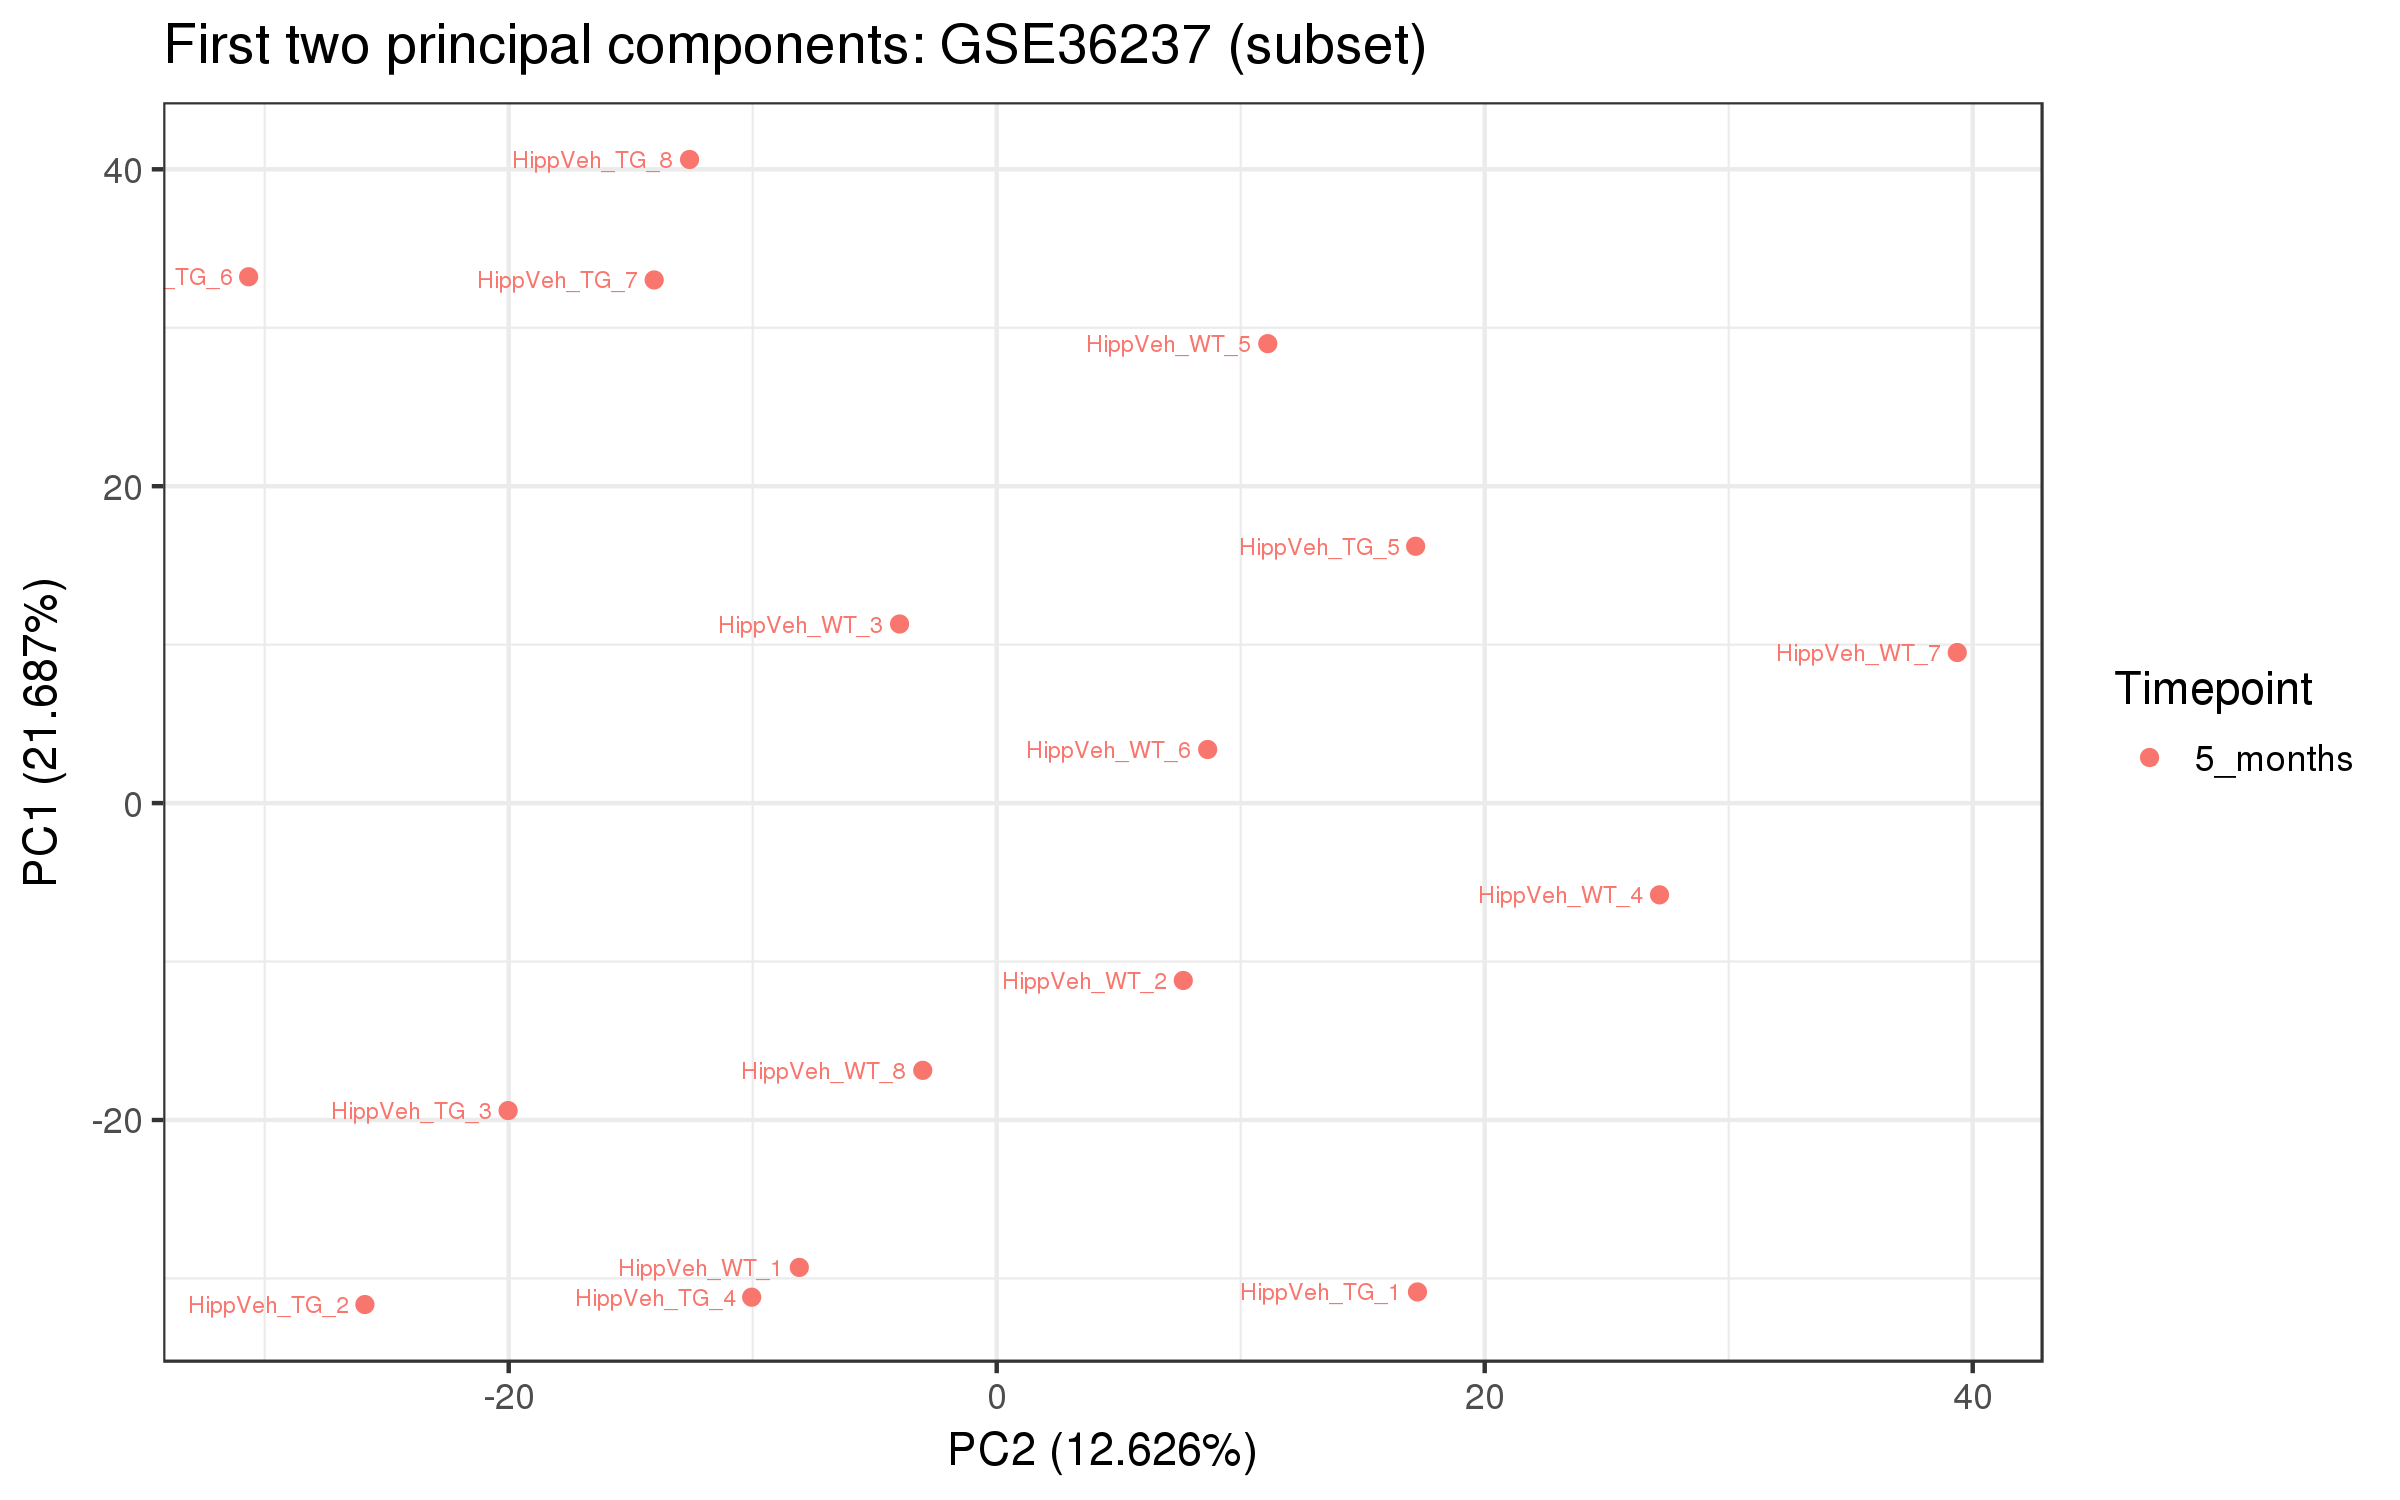 First two principal components: GSE36237 (subset)
PC1 (21.687%)
40
20
0
-20
HippVeh_TG_8
_TG_6
HippVeh_TG_7
HippVeh_WT_5
HippVeh_TG_5
HippVeh_WT_3
HippVeh_WT_7
HippVeh_WT_6
HippVeh_WT_4
HippVeh_WT_2
HippVeh_WT_8
HippVeh_TG_3
HippVeh_WT_1
HippVeh_TG_1
HippVeh_TG_4
HippVeh_TG_2
-20
0
20
40
PC2 (12.626%)
Timepoint
5_months